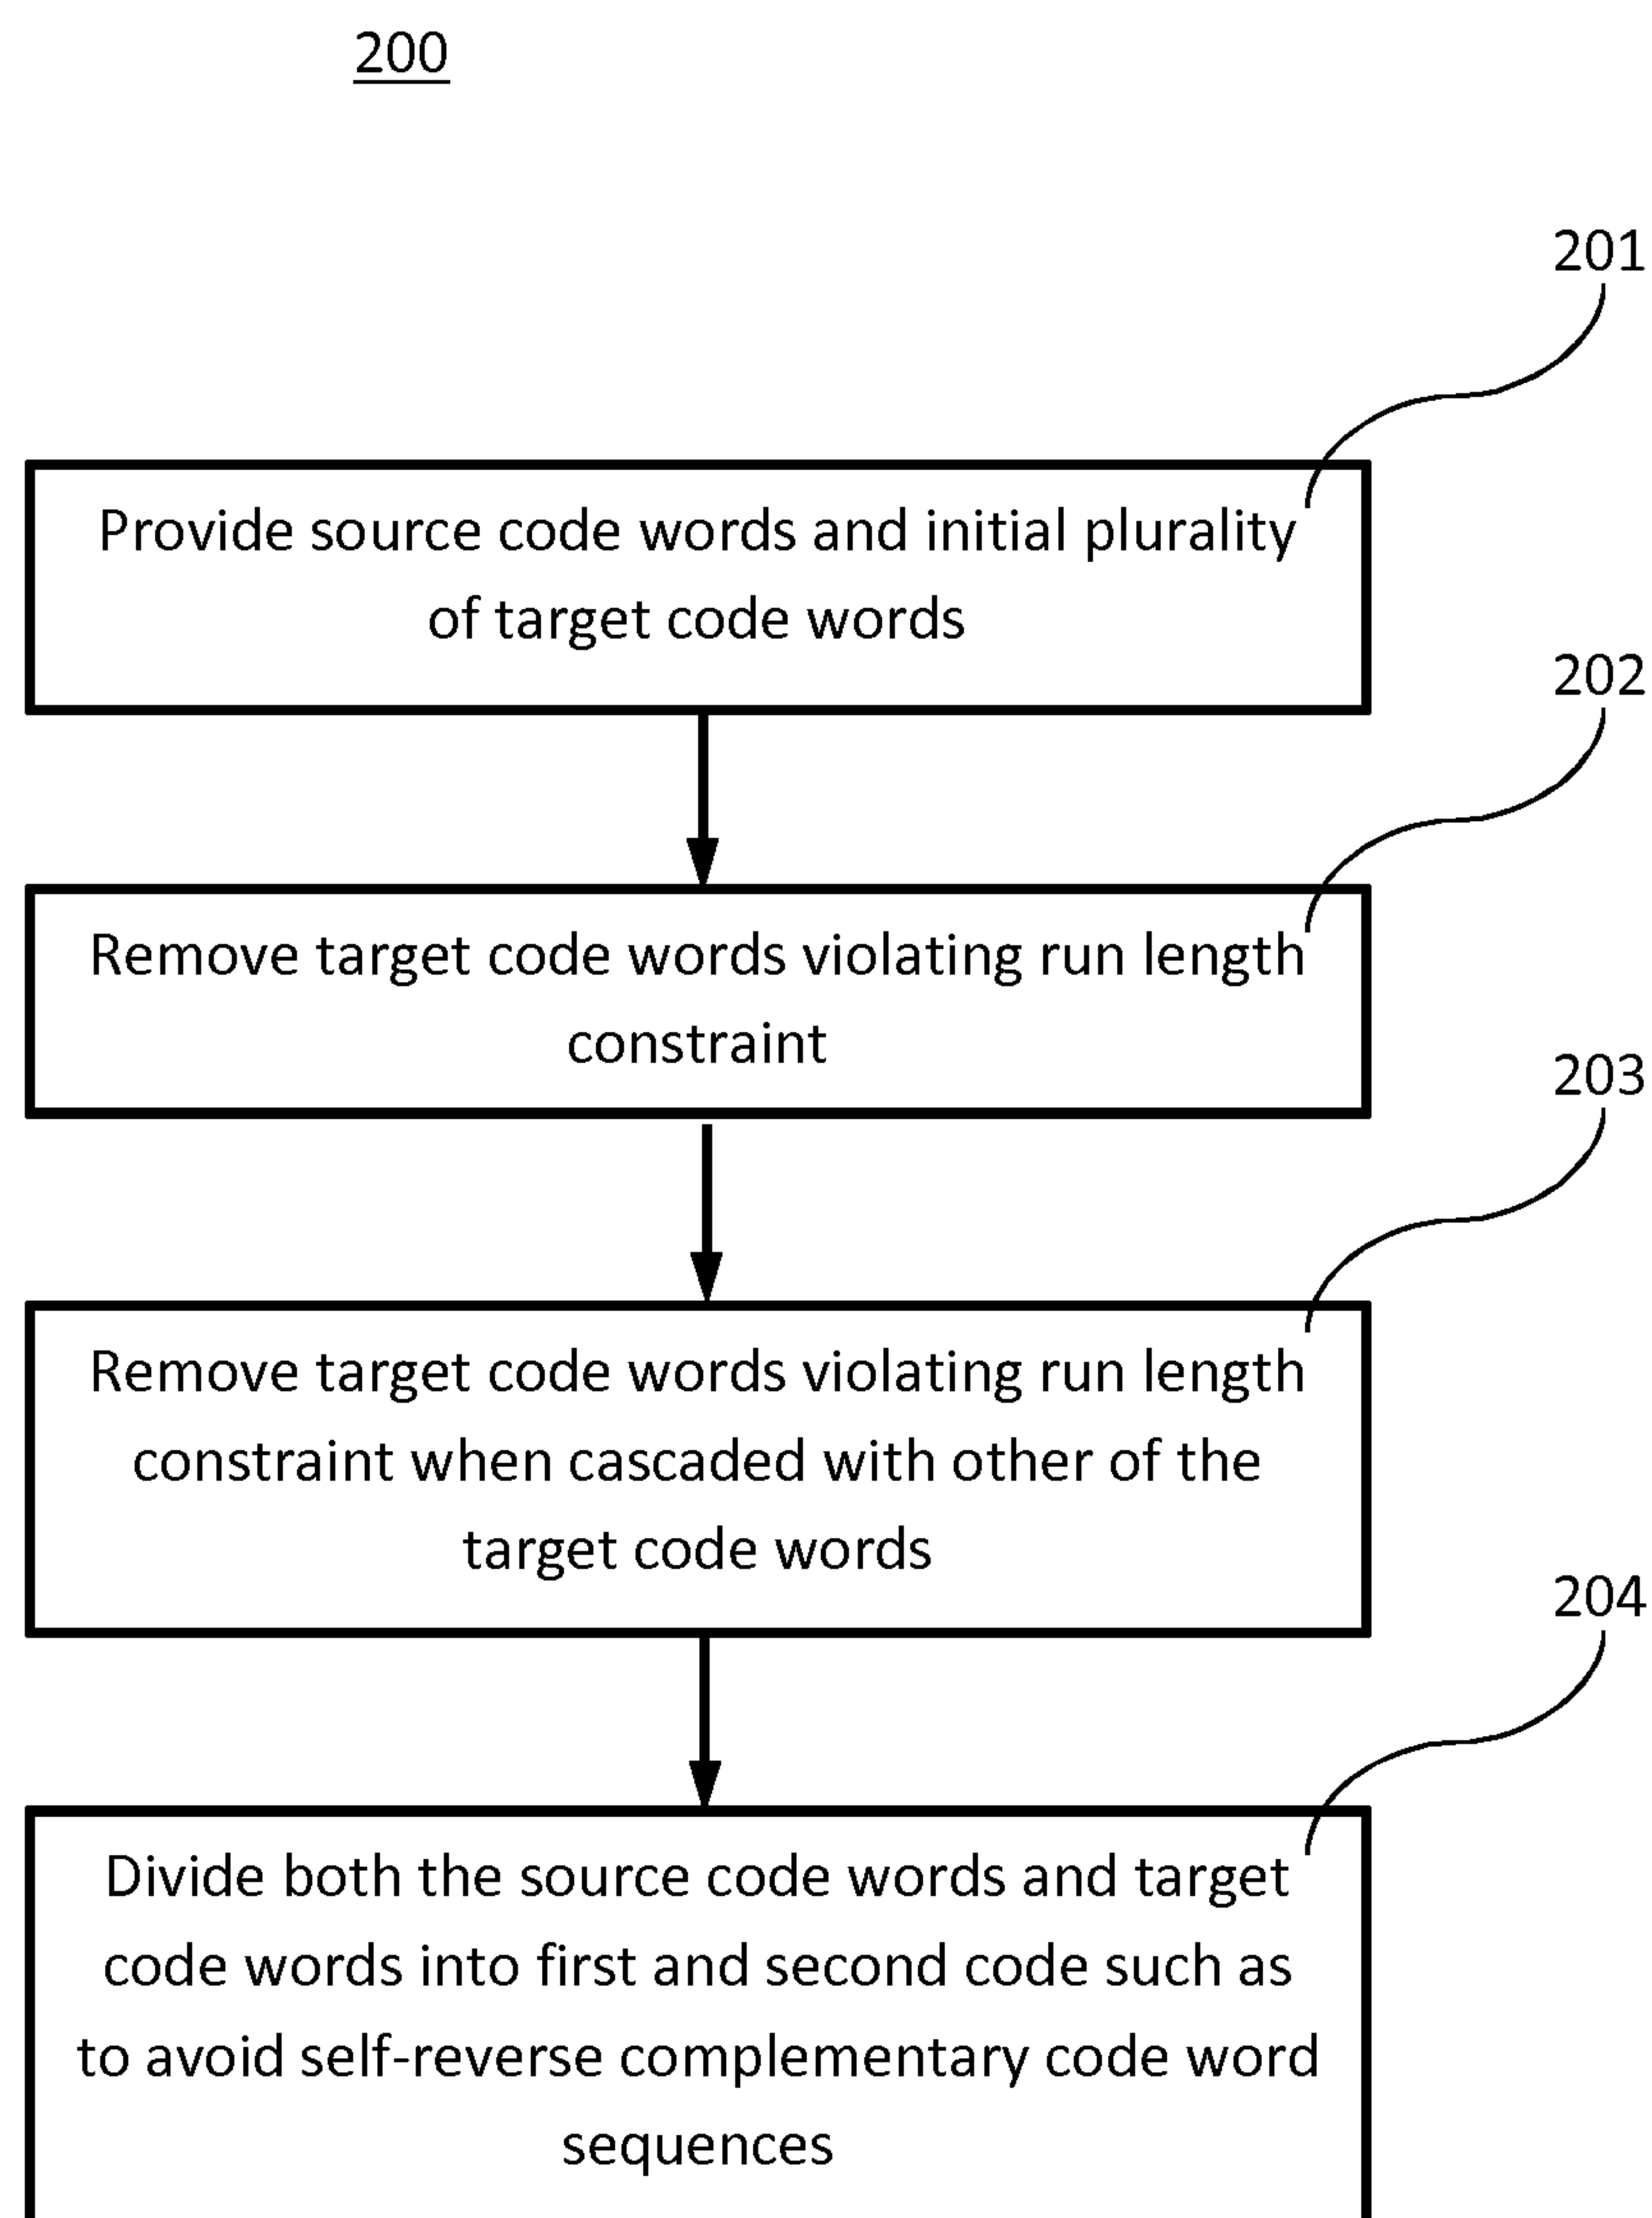 200
201
Provide source code words and initial plurality
of target code words
202
Remove target code words violating run length
constraint
203
Remove target code words violating run length
constraint when cascaded with other of the
target code words
204
Divide both the source code words and target
code words into first and second code such as
to avoid self-reverse complementary code word
sequences